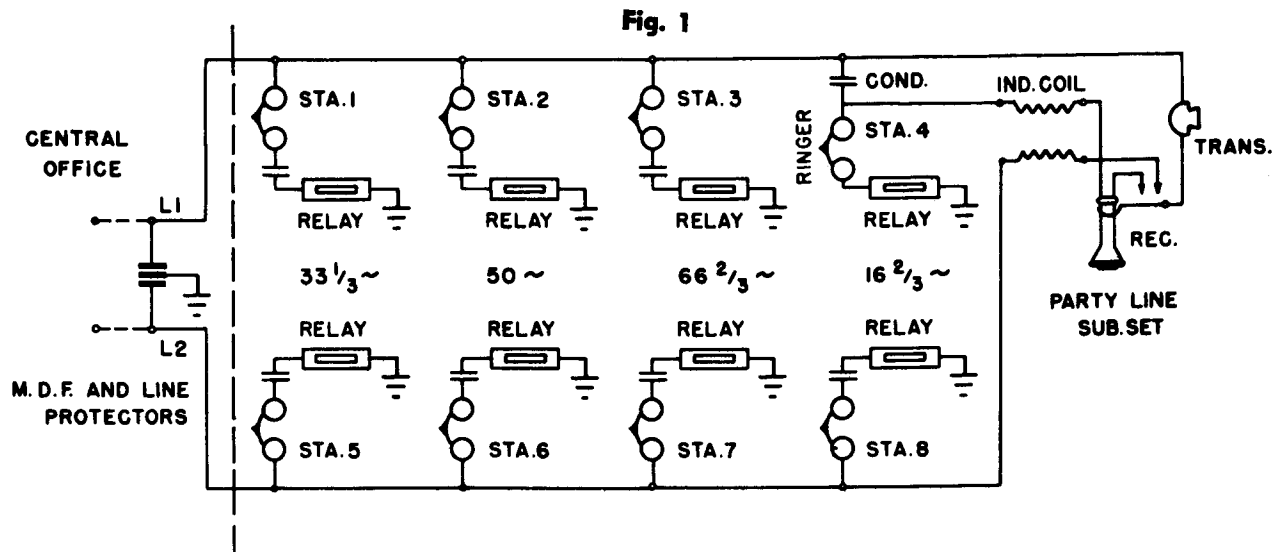 Fig. 1
STA.1
STA.2
STA.3
COND.
IND. COIL
RINGER
STA.4
TRANS.
CENTRAL
OFFICE
L1
RELAY
RELAY
RELAY
RELAY
REC.
33 1/3 ~
50 ~
66 2/3 ~
16 2/3 ~
PARTY LINE
SUB. SET
L2
RELAY
RELAY
RELAY
RELAY
M. D. F. AND LINE
PROTECTORS
STA.5
STA.6
STA.7
STA.8